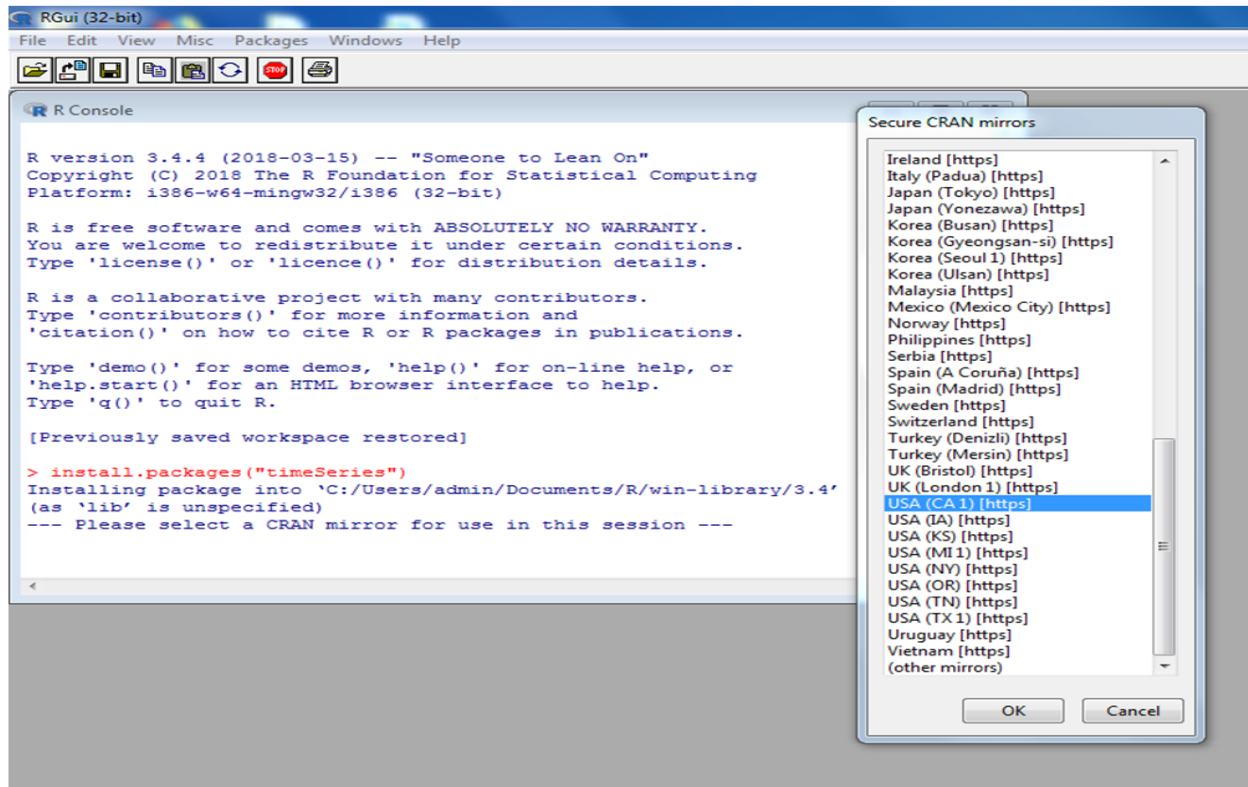 RGui (32-bit)
File Edit View Misc Packages Windows Help
STOP
R Console
R version 3.4.4 (2018-03-15) -- "Someone to Lean On"
Copyright (C) 2018 The R Foundation for Statistical Computing
Platform: i386-w64-mingw32/i386 (32-bit)
R is free software and comes with ABSOLUTELY NO WARRANTY.
You are welcome to redistribute it under certain conditions.
Type 'license()' or 'licence()' for distribution details.
R is a collaborative project with many contributors.
Type 'contributors()' for more information and
'citation()' on how to cite R or R packages in publications.
Type 'demo()' for some demos, 'help()' for on-line help, or
'help.start()' for an HTML browser interface to help.
Type 'q()' to quit R.
[Previously saved workspace restored]
> install.packages("timeSeries")
Installing package into ‘C:/Users/admin/Documents/R/win-library/3.4’
(as ‘lib’ is unspecified)
--- Please select a CRAN mirror for use in this session ---
Secure CRAN mirrors
Ireland [https]
Italy (Padua) [https]
Japan (Tokyo) [https]
Japan (Yonezawa) [https]
Korea (Busan) [https]
Korea (Gyeongsan-si) [https]
Korea (Seoul 1) [https]
Korea (Ulsan) [https]
Malaysia [https]
Mexico (Mexico City) [https]
Norway [https]
Philippines [https]
Serbia [https]
Spain (A Coruña) [https]
Spain (Madrid) [https]
Sweden [https]
Switzerland [https]
Turkey (Denizli) [https]
Turkey (Mersin) [https]
UK (Bristol) [https]
UK (London 1) [https]
USA (CA 1) [https]
USA (IA) [https]
USA (KS) [https]
USA (MI 1) [https]
USA (NY) [https]
USA (OR) [https]
USA (TN) [https]
USA (TX 1) [https]
Uruguay [https]
Vietnam [https]
(other mirrors)
OK Cancel